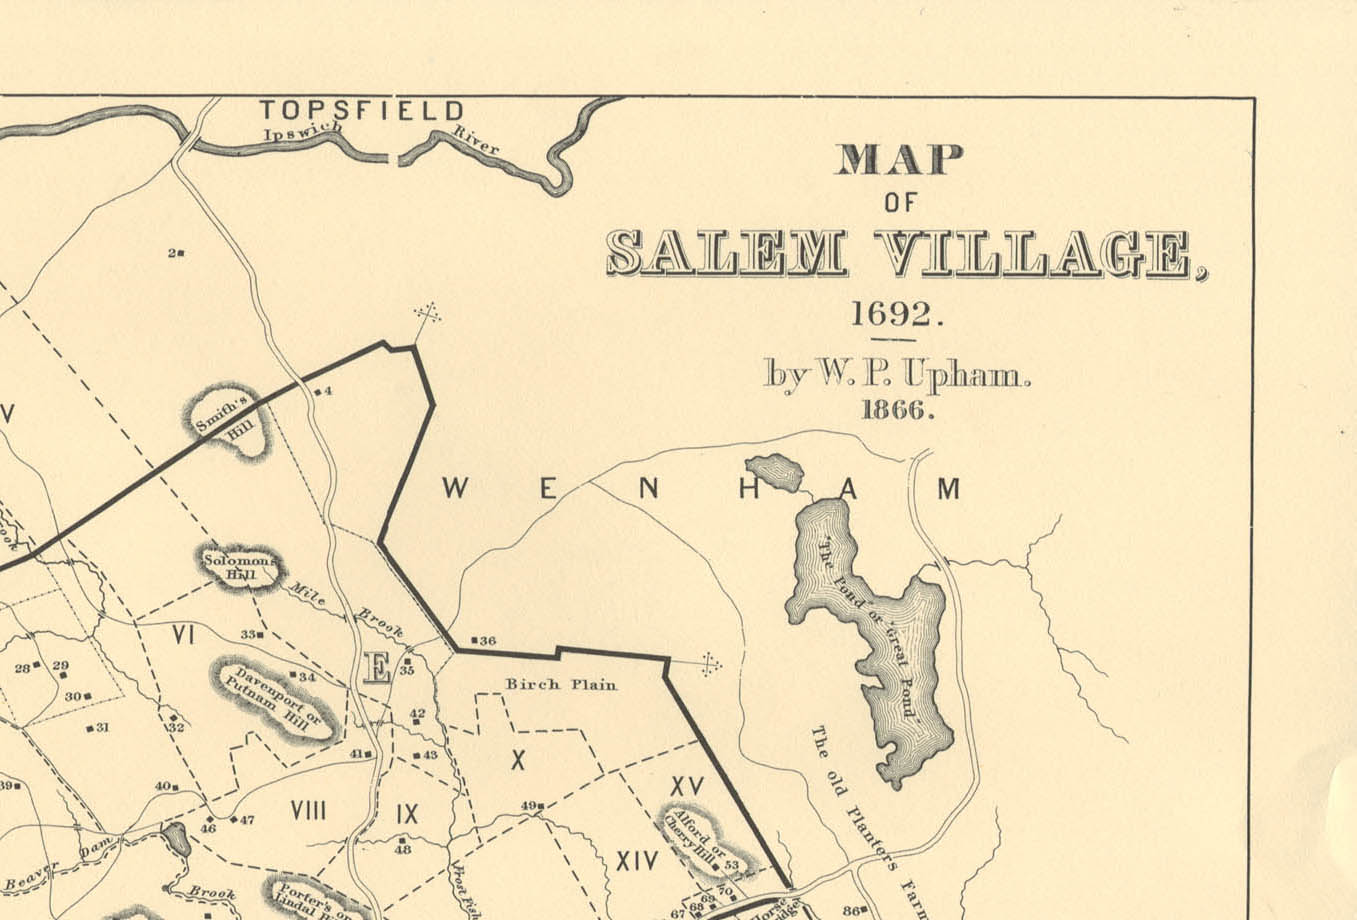 TOPSFIELD
Ipswich River
MAP
OF
SALEM VILLAGE,
1692.
by W. P. Upham.
1866.
2
4
V
Smith's
Hill
WENHAM
"The Pond" or "Great Pond"
Solomons
Hill
Mile Brook
VI
33
36
E
35
28
29
34
30
Davenport or
Putnam Hill
Birch Plain
31
32
42
41
43
X
39
40
XV
46
47
VIII
IX
49
Alford or
Cherry Hill
53
48
XIV
The old Planters Farm
Beaver Dam
Brook
Porter's or
Frost Fish
70
69
68
67
86